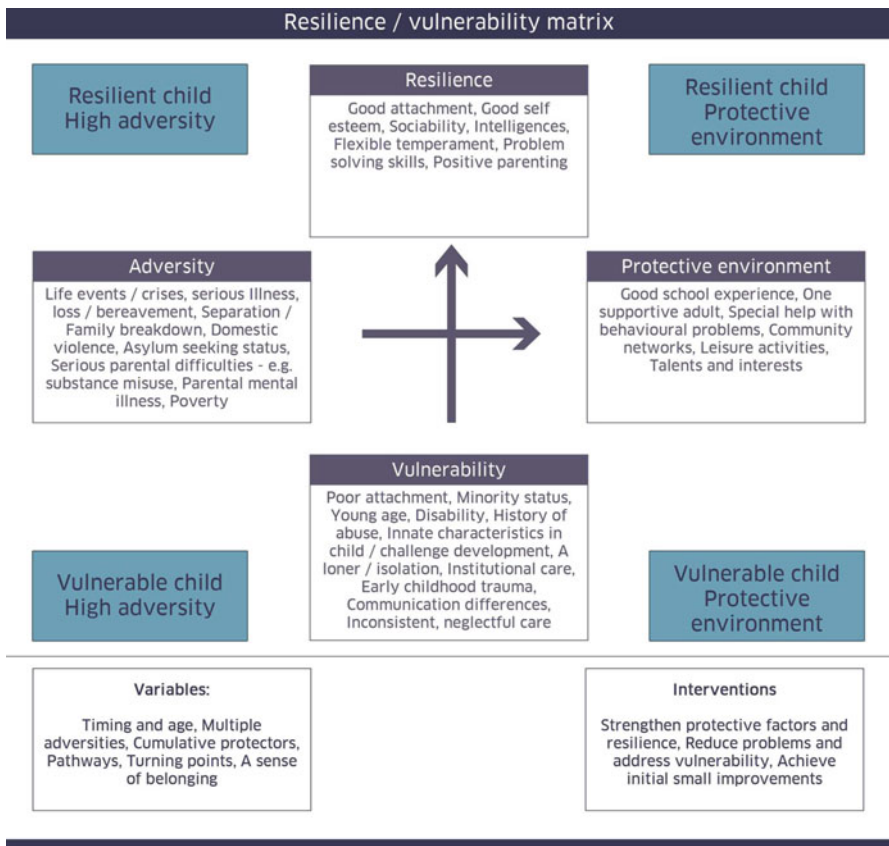 Resilience / vulnerability matrix
Resilient child
High adversity
Resilience
Good attachment, Good self
esteem, Sociability, Intelligences,
Flexible temperament, Problem
solving skills, Positive parenting
Resilient child
Protective
environment
Adversity
Life events / crises, serious Illness,
loss / bereavement, Separation /
Family breakdown, Domestic
violence, Asylum seeking status,
Serious parental difficulties - e.g.
substance misuse, Parental mental
illness, Poverty
Protective environment
Good school experience, One
supportive adult, Special help with
behavioural problems, Community
networks, Leisure activities,
Talents and interests
Vulnerability
Poor attachment, Minority status,
Young age, Disability, History of
abuse, Innate characteristics in
child / challenge development, A
loner / isolation, Institutional care,
Early childhood trauma,
Communication differences,
Inconsistent, neglectful care
Vulnerable child
High adversity
Vulnerable child
Protective
environment
Variables:
Timing and age, Multiple
adversities, Cumulative protectors,
Pathways, Turning points, A sense
of belonging
Interventions
Strengthen protective factors and
resilience, Reduce problems and
address vulnerability, Achieve
initial small improvements